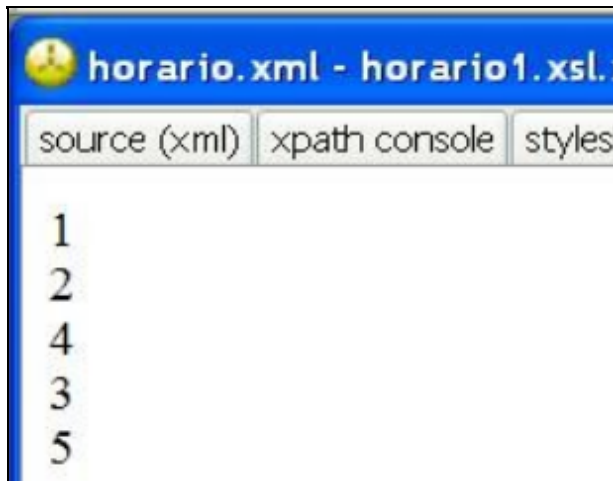 horario.xml - horario1.xsl.
source (xml) xpath console styles
1
2
4
3
5